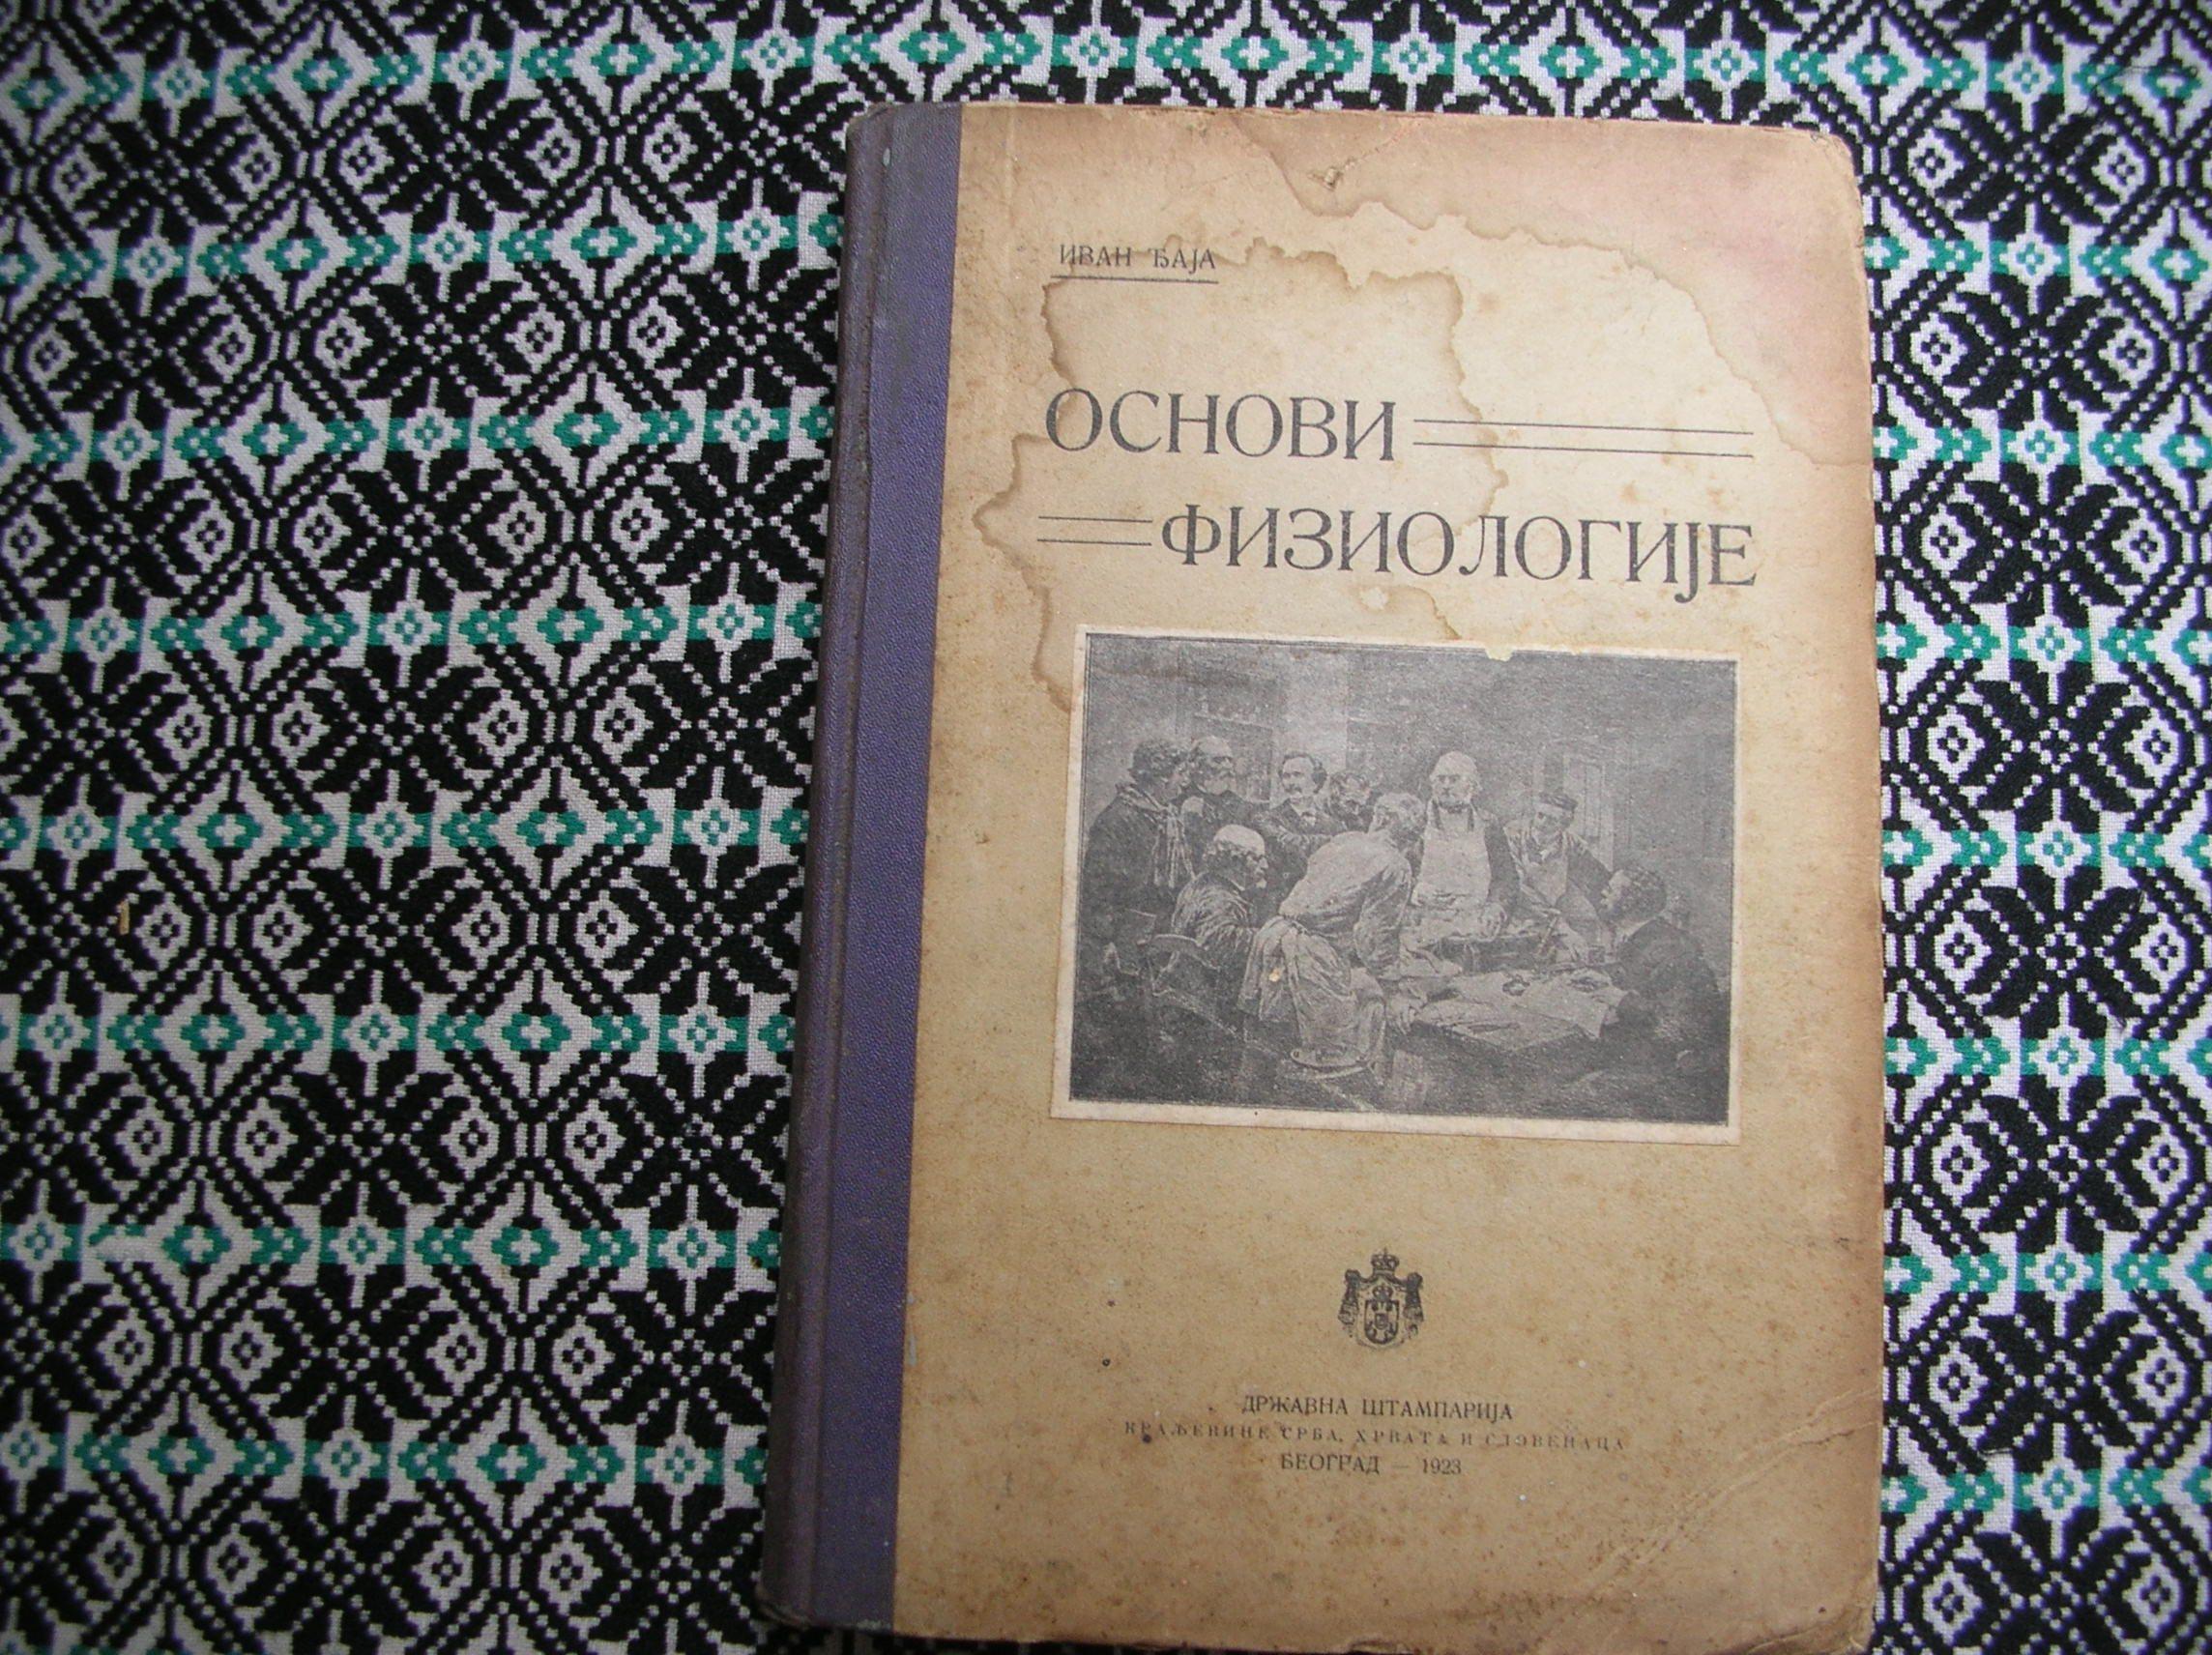 ИВАН ЂАЈА
ОСНОВИ
ФИЗИОЛОГИЈЕ
ДРЖАВНА ШТАМПАРИЈА
КРАЉЕВИНЕ СРБА, ХРВАТА И СЛОВЕНАЦА
БЕОГРАД — 1923